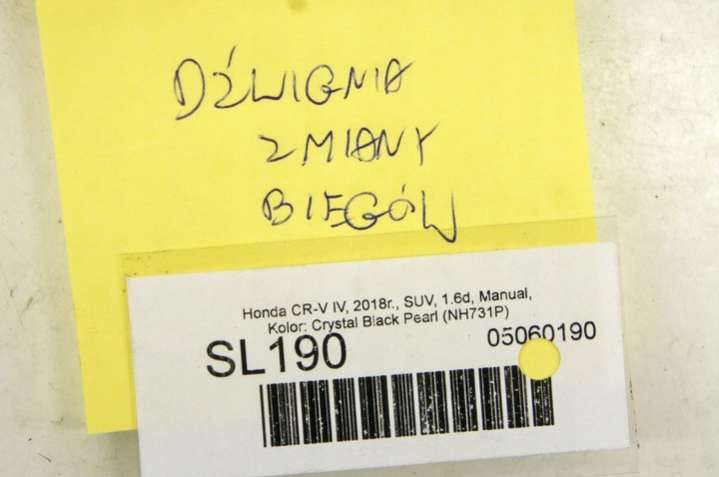 DŹWIGNIA
ZMIANY
BIEGÓW
Honda CR-V IV, 2018r., SUV, 1.6d, Manual,
Kolor: Crystal Black Pearl (NH731P)
SL190
05060190